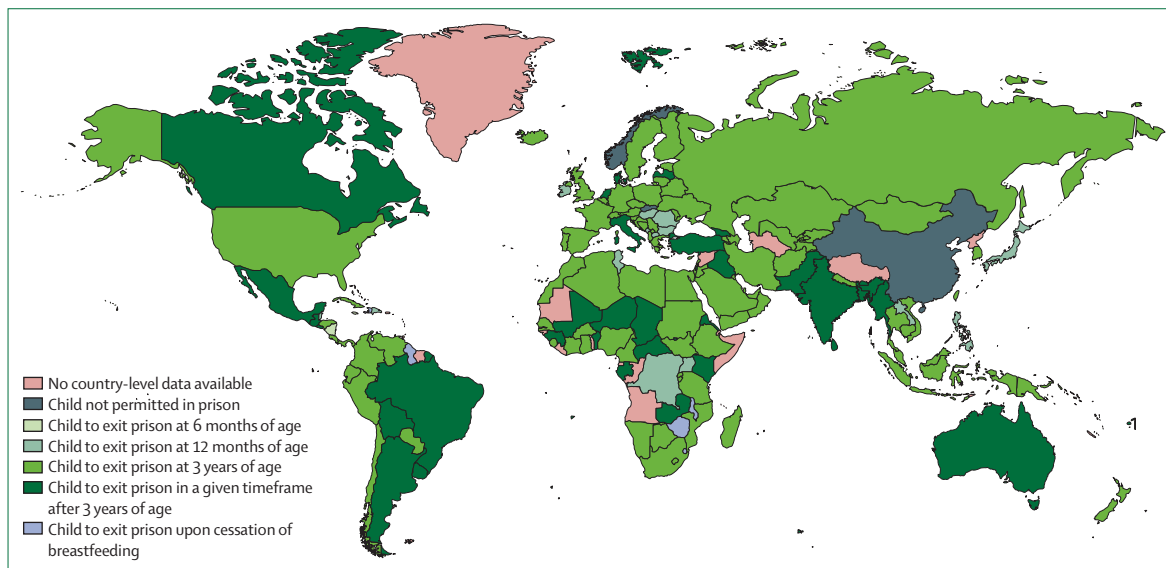 No country-level data available
Child not permitted in prison
Child to exit prison at 6 months of age
Child to exit prison at 12 months of age
Child to exit prison at 3 years of age
Child to exit prison in a given timeframe
after 3 years of age
Child to exit prison upon cessation of
breastfeeding